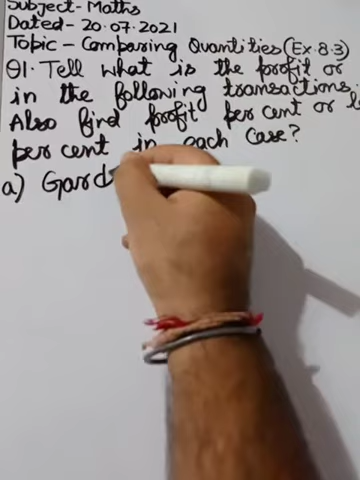 Subject-Maths
Dated-20.07.2021
Topic-Comparing Quantities(Ex.8.3)
Q1. Tell what is the profit or
in the following transactions,
Also find profit per cent or
per cent in each case?
a) Gard